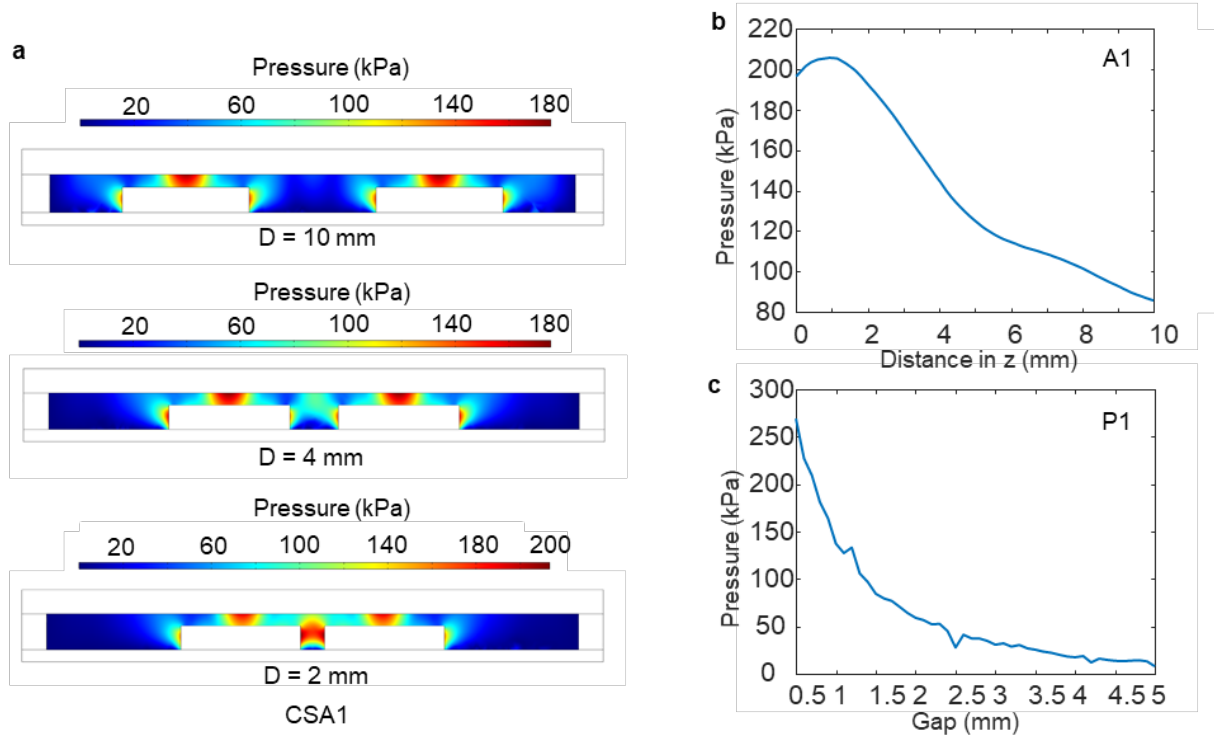 a
Pressure (kPa)
20 60 100 140 180
D = 10 mm
Pressure (kPa)
20 60 100 140 180
D = 4 mm
Pressure (kPa)
20 60 100 140 160 200
D = 2 mm
CSA1
b
A1
Pressure (kPa)
220
200
180
160
140
120
100
80
0 2 4 6 8 10
Distance in z (mm)
c
P1
Pressure (kPa)
300
250
200
150
100
50
0
0.5 1 1.5 2 2.5 3 3.5 4 4.5 5
Gap (mm)